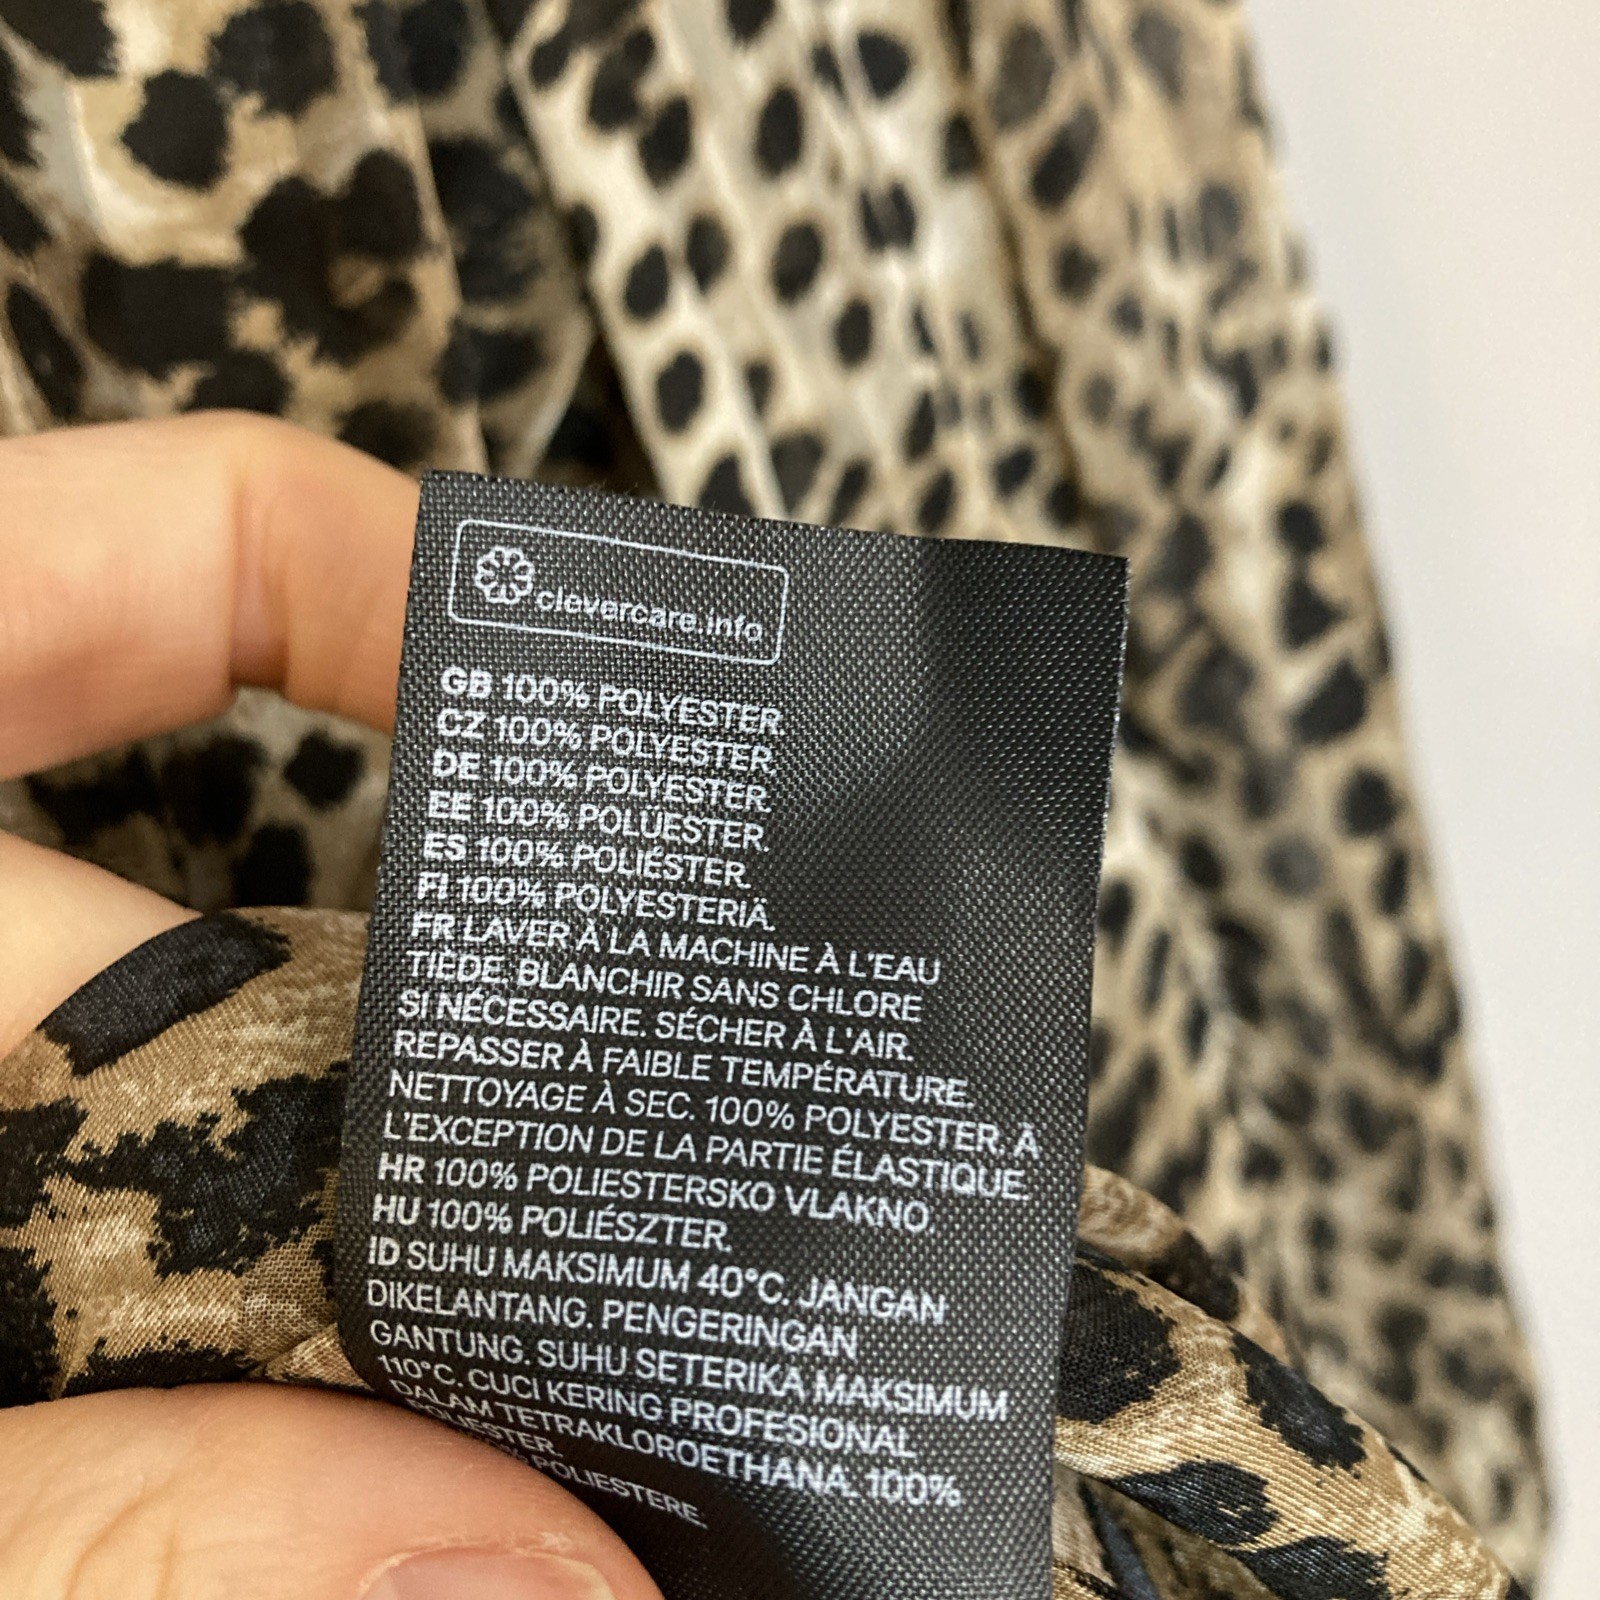 clevercare.info
GB 100% POLYESTER.
CZ 100% POLYESTER.
DE 100% POLYESTER.
EE 100% POLÜESTER.
ES 100% POLIÉSTER.
FI 100% POLYESTERIÄ.
FR LAVER À LA MACHINE À L'EAU
TIÈDE. BLANCHIR SANS CHLORE
SI NÉCESSAIRE. SÉCHER À L'AIR.
REPASSER À FAIBLE TEMPÉRATURE.
NETTOYAGE À SEC. 100% POLYESTER. À
L'EXCEPTION DE LA PARTIE ÉLASTIQUE.
HR 100% POLIESTERSKO VLAKNO.
HU 100% POLIÉSZTER.
ID SUHU MAKSIMUM 40°C. JANGAN
DIKELANTANG. PENGERINGAN
GANTUNG. SUHU SETERIKA MAKSIMUM
110°C. CUCI KERING PROFESIONAL
DALAM TETRAKLOROETHANA. 100%
POLIESTER.
POLIESTERE.